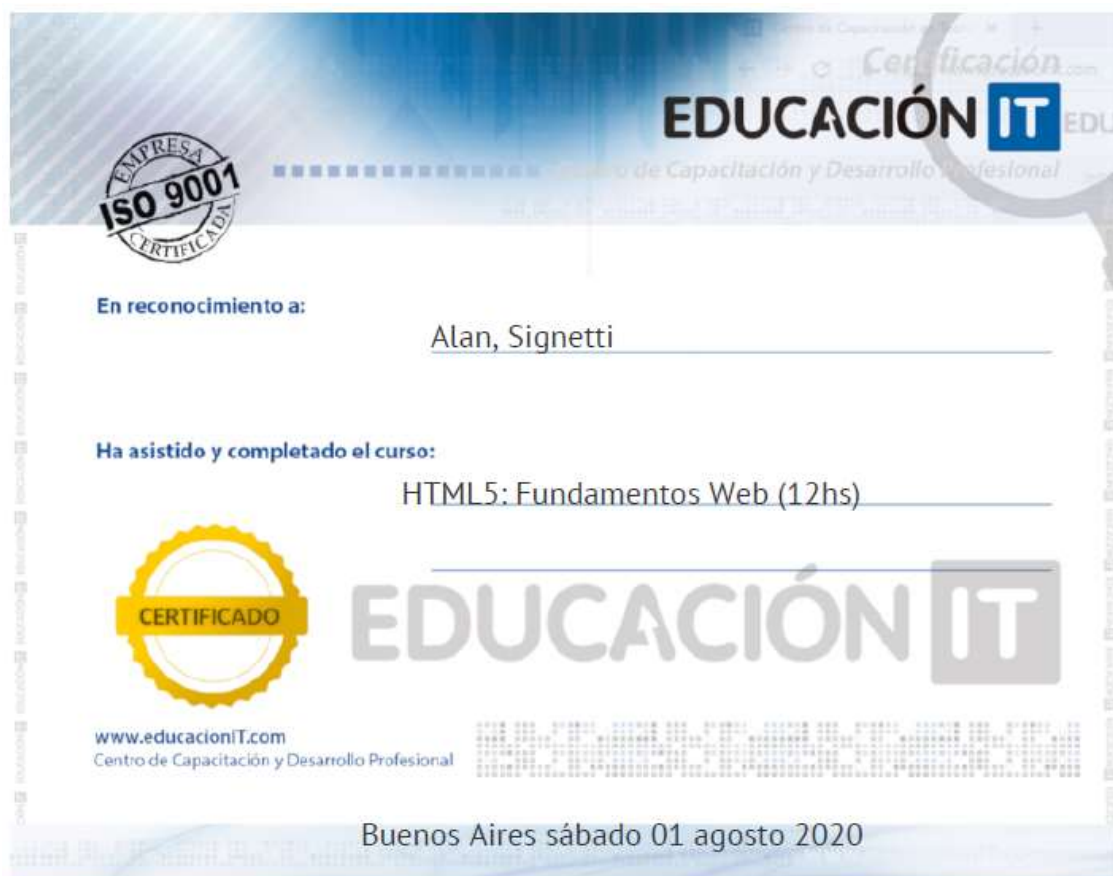 Certificación
EDUCACIÓN IT
de Capacitación y Desarrollo Profesional
EMPRESA
ISO 9001
CERTIFICADA
En reconocimiento a:
Alan, Signetti
Ha asistido y completado el curso:
HTML5: Fundamentos Web (12hs)
CERTIFICADO
EDUCACIÓN IT
www.educacionIT.com
Centro de Capacitación y Desarrollo Profesional
Buenos Aires sábado 01 agosto 2020